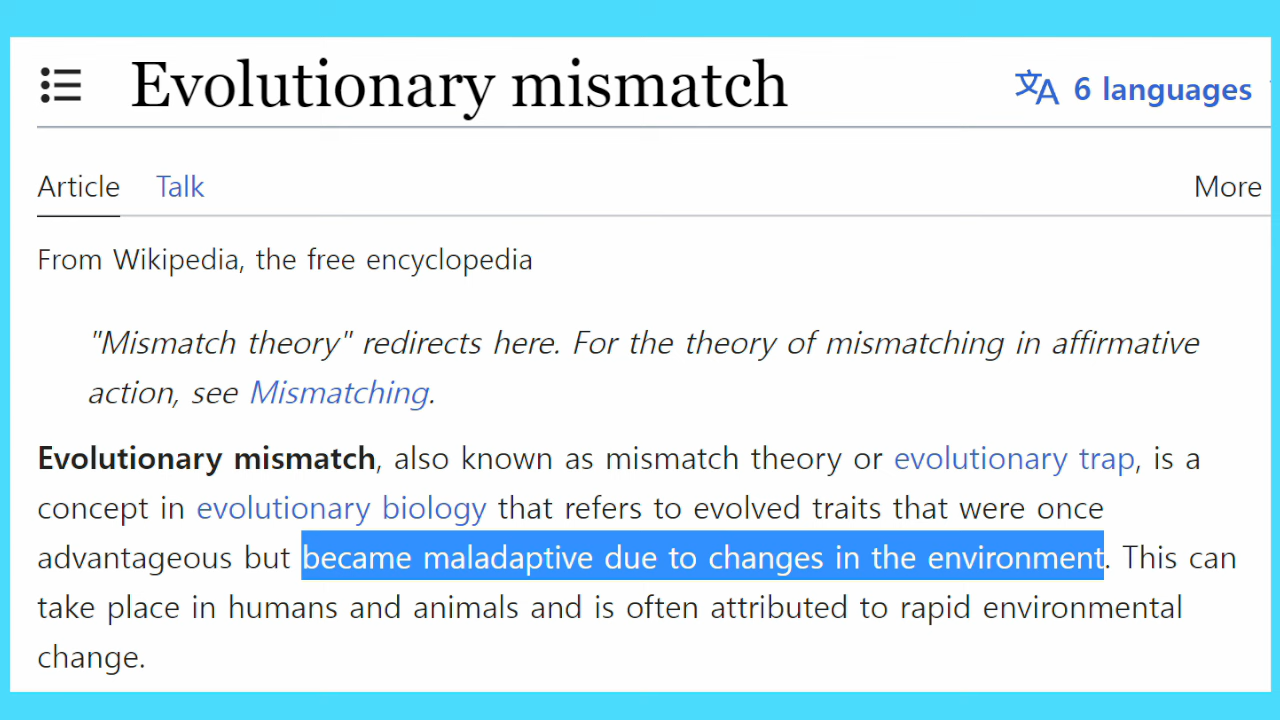 Evolutionary mismatch
6 languages
Article Talk More
From Wikipedia, the free encyclopedia
"Mismatch theory" redirects here. For the theory of mismatching in affirmative
action, see Mismatching.
Evolutionary mismatch, also known as mismatch theory or evolutionary trap, is a
concept in evolutionary biology that refers to evolved traits that were once
advantageous but became maladaptive due to changes in the environment. This can
take place in humans and animals and is often attributed to rapid environmental
change.